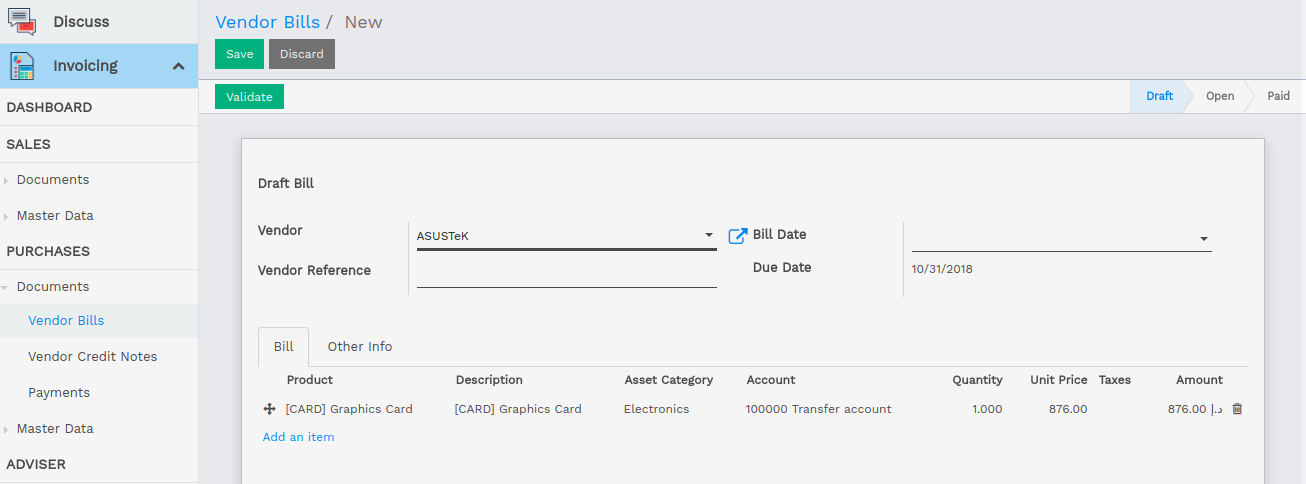 Discuss
Invoicing
DASHBOARD
SALES
Documents
Master Data
PURCHASES
Documents
Vendor Bills
Vendor Credit Notes
Payments
Master Data
ADVISER
Vendor Bills / New
Save Discard
Validate
Draft Open Paid
Draft Bill
Vendor ASUSTeK
Vendor Reference
Bill Date
Due Date 10/31/2018
Bill Other Info
Product Description Asset Category Account Quantity Unit Price Taxes Amount
[CARD] Graphics Card [CARD] Graphics Card Electronics 100000 Transfer account 1.000 876.00 876.00 د.إ
Add an item